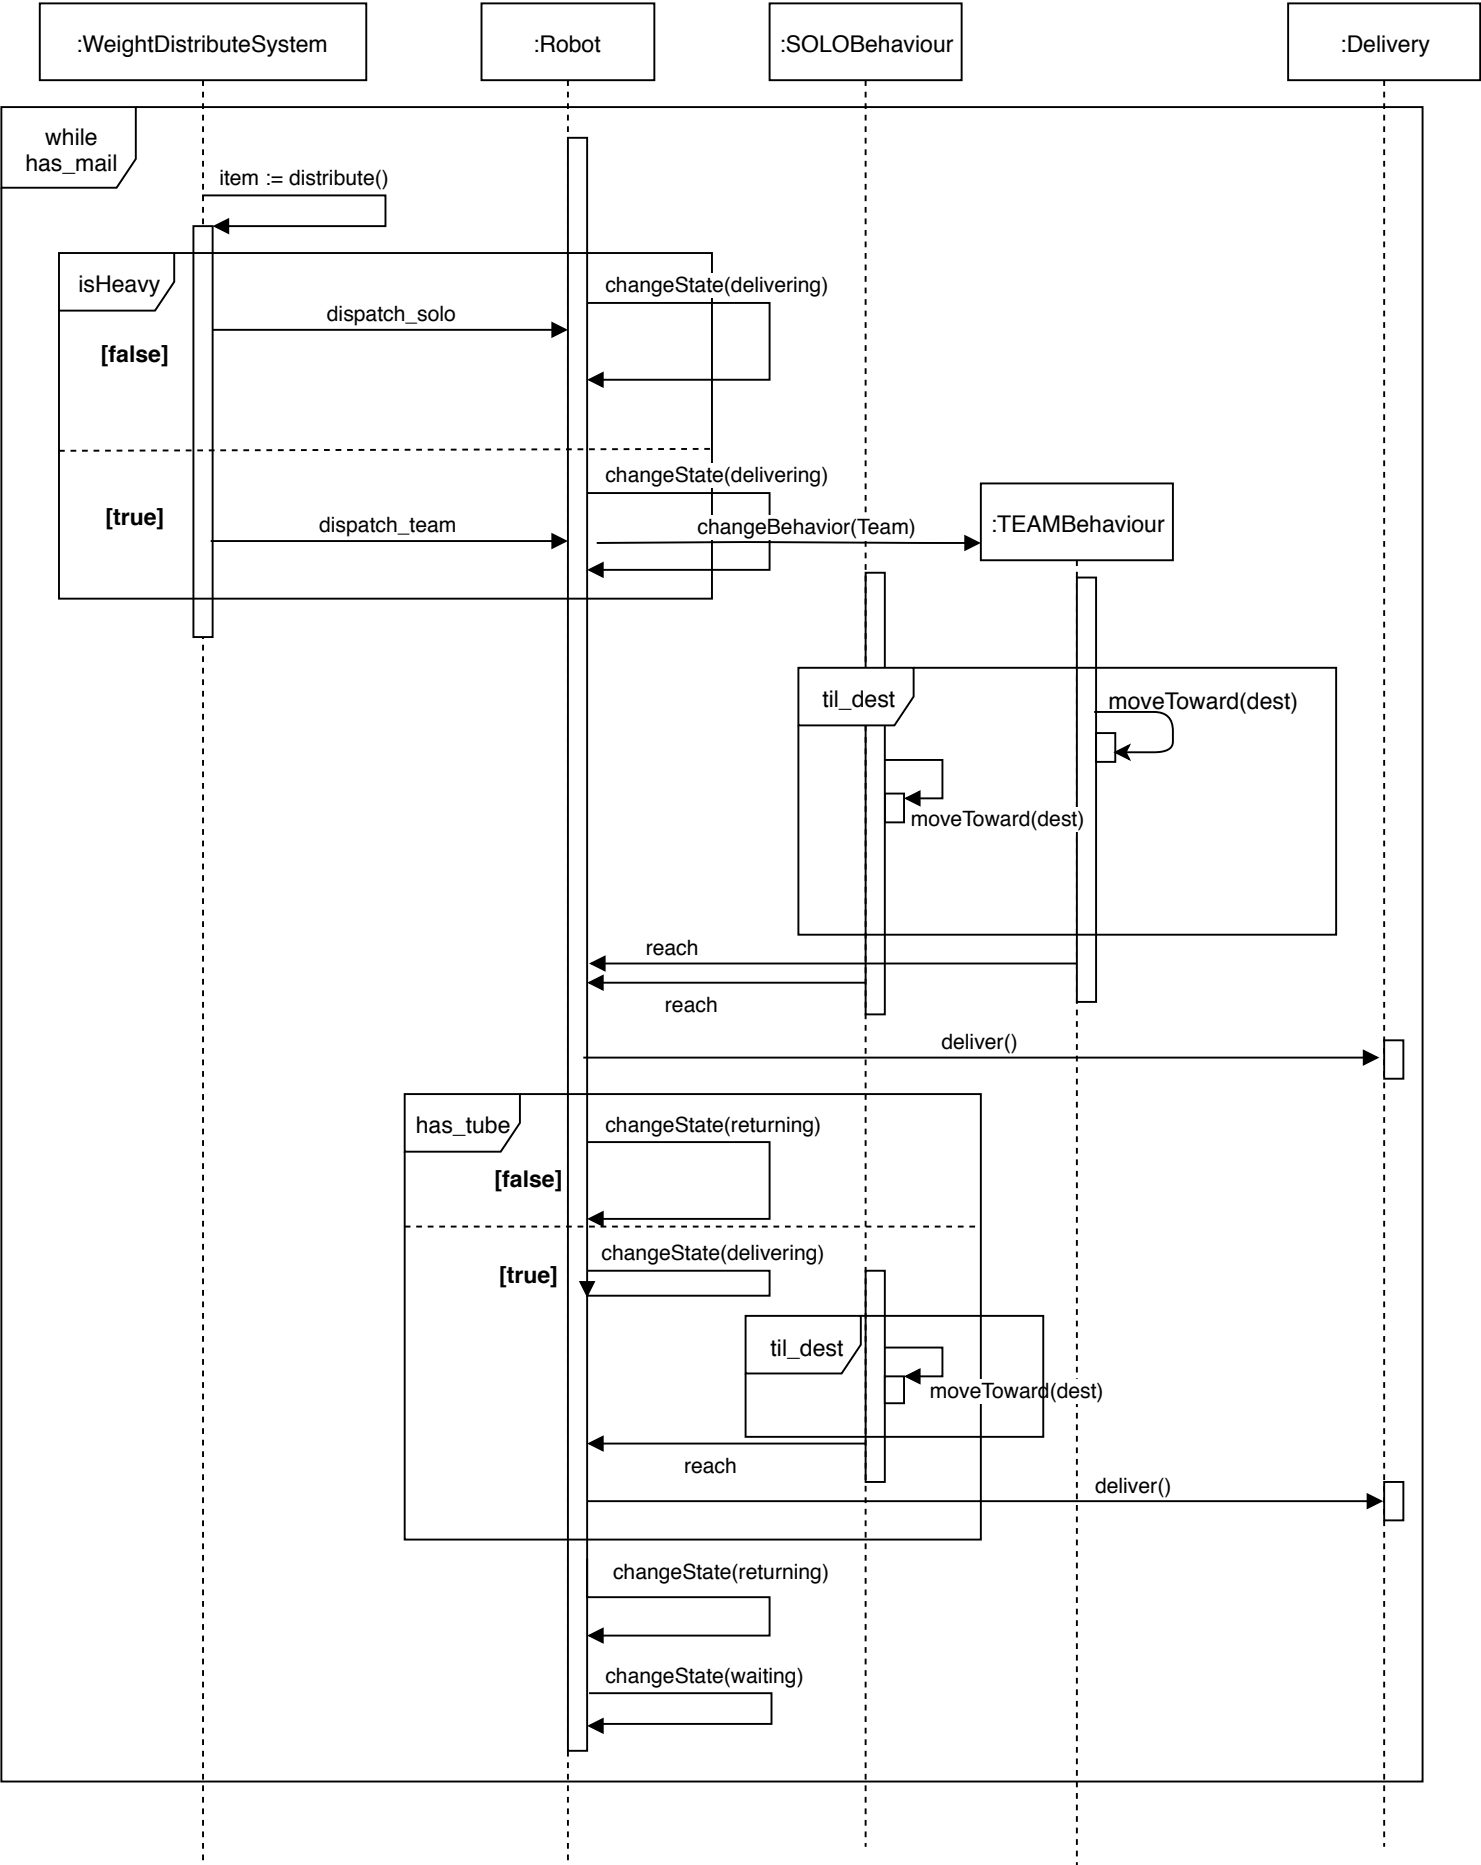 :WeightDistributeSystem
:Robot
:SOLOBehaviour
:Delivery
while
has_mail
item := distribute()
isHeavy
changeState(delivering)
dispatch_solo
[false]
changeState(delivering)
[true]
dispatch_team
changeBehavior(Team)
:TEAMBehaviour
til_dest
moveToward(dest)
moveToward(dest)
reach
reach
deliver()
has_tube
changeState(returning)
[false]
changeState(delivering)
[true]
til_dest
moveToward(dest)
reach
deliver()
changeState(returning)
changeState(waiting)